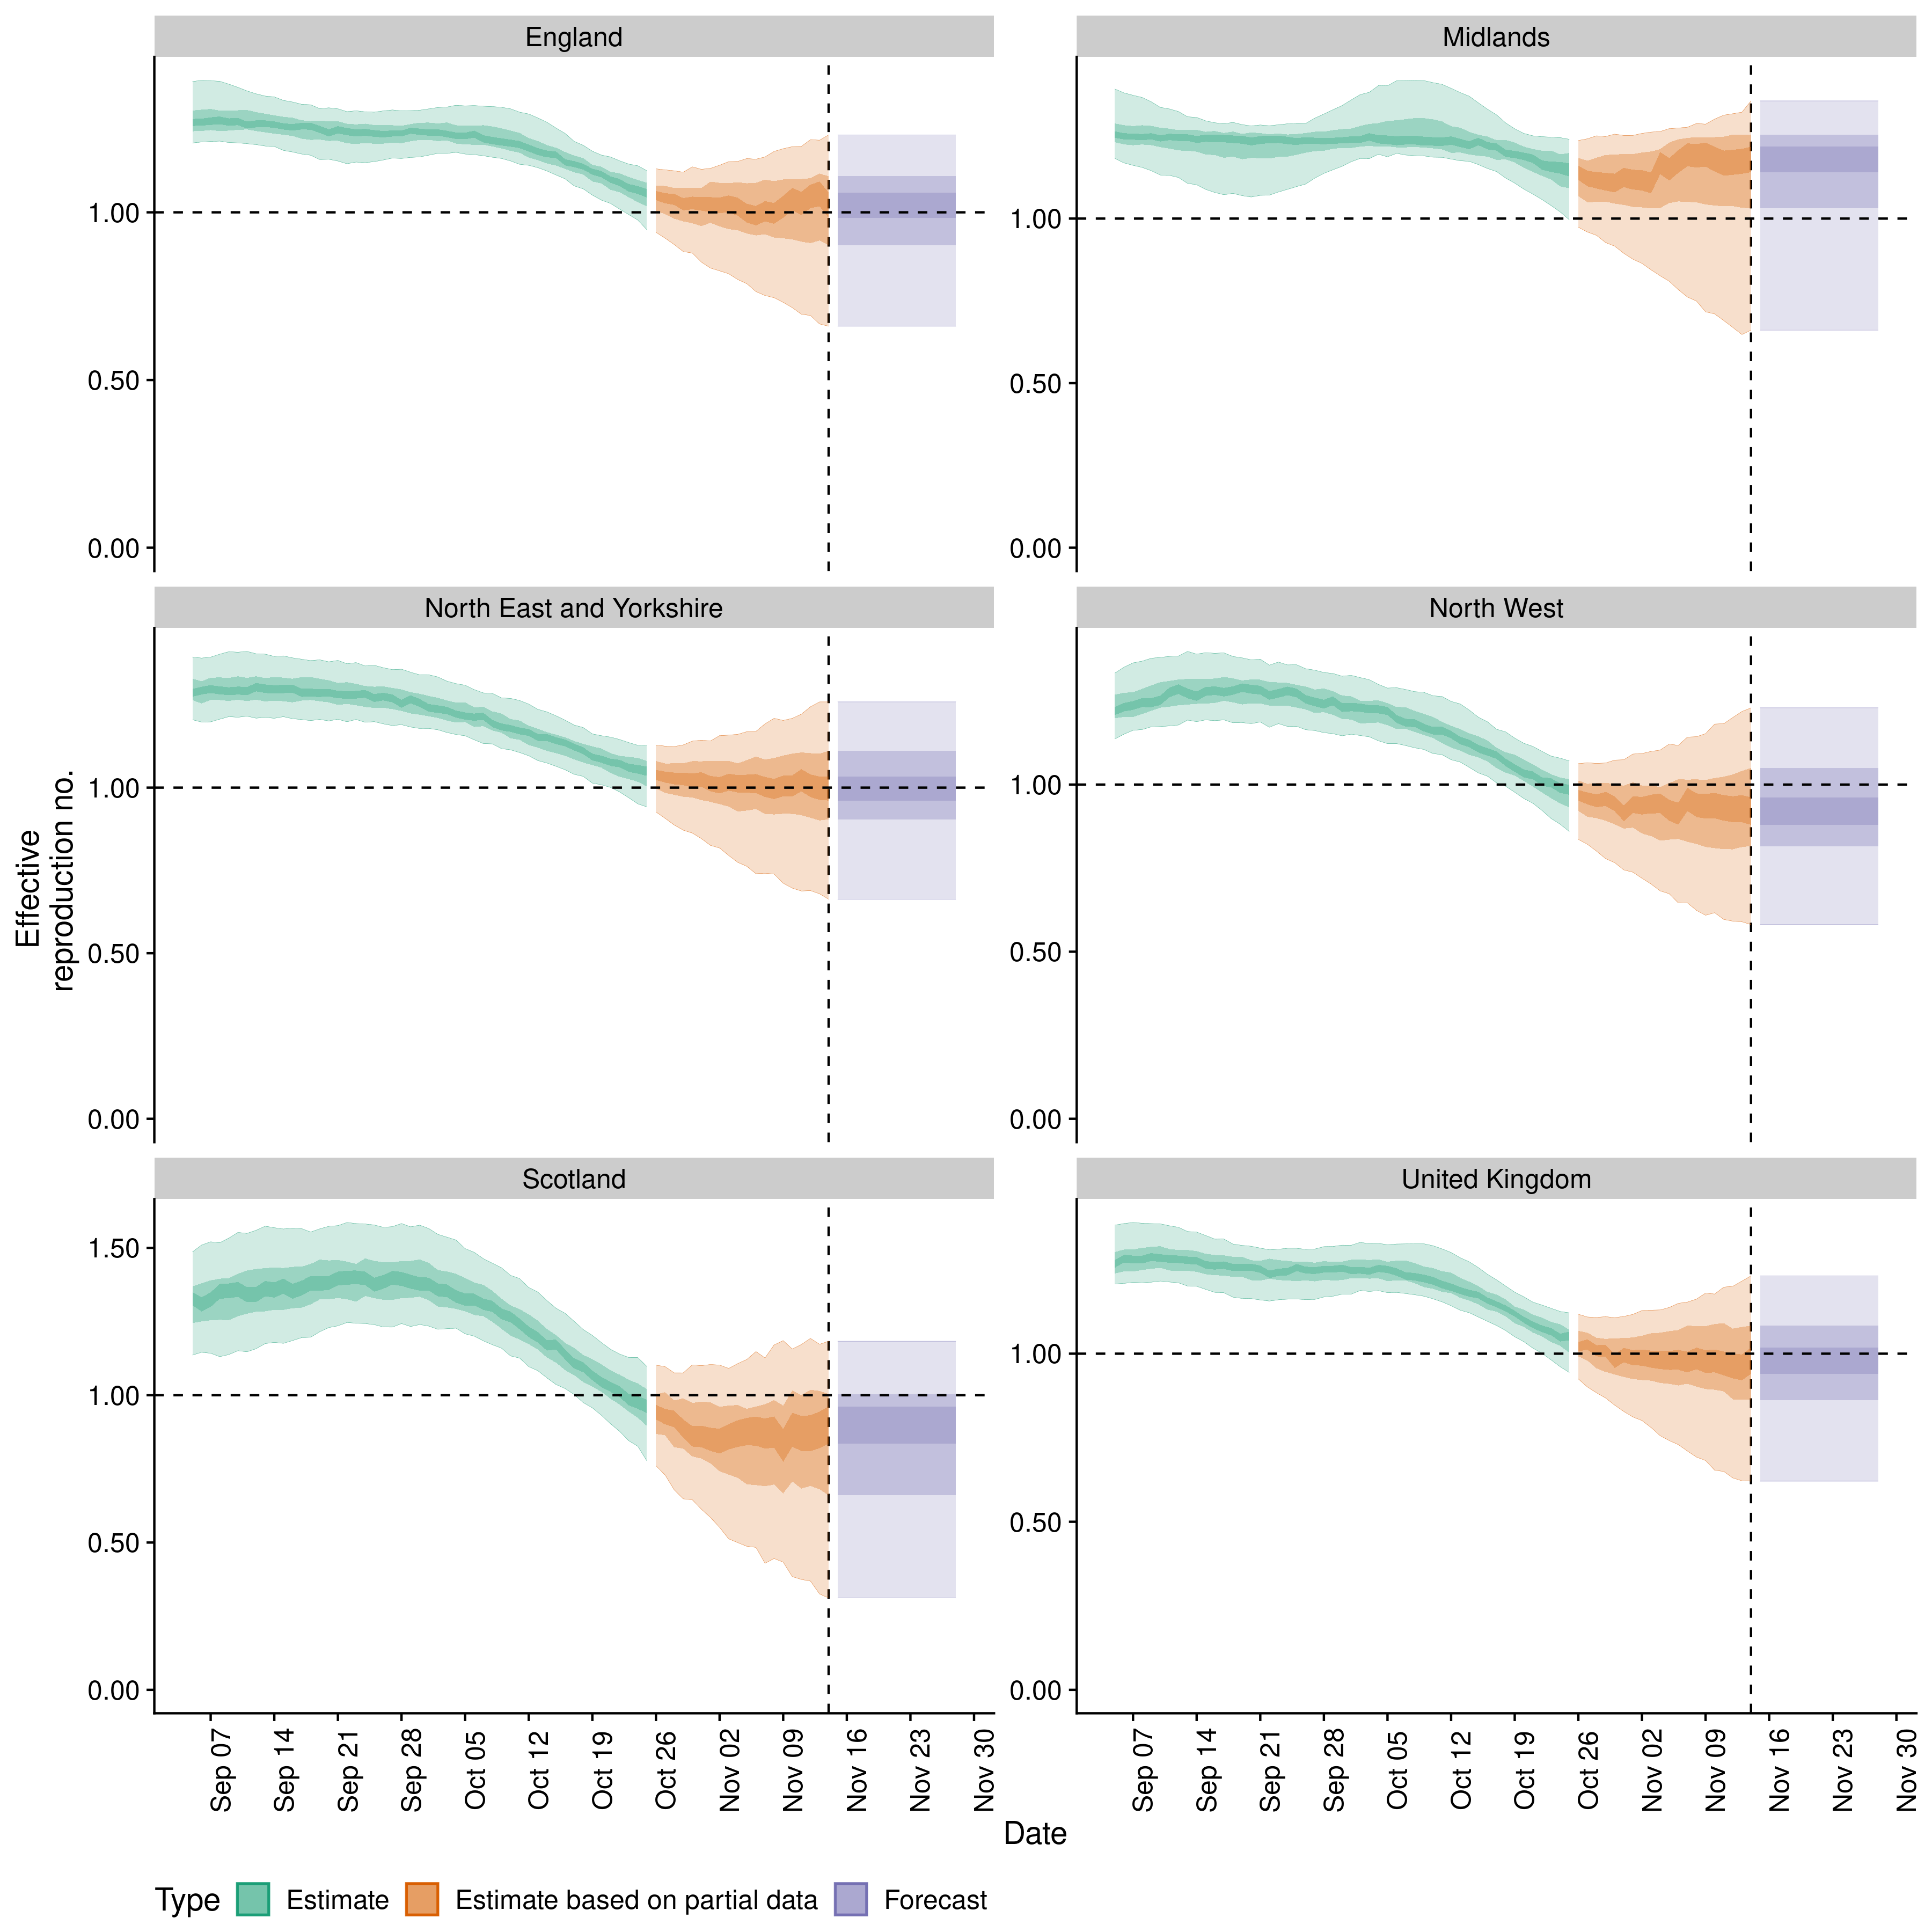 England
Midlands
1.00
0.50
0.00
1.00
0.50
0.00
North East and Yorkshire
North West
1.00
0.50
0.00
1.00
0.50
0.00
Effective
reproduction no.
Scotland
United Kingdom
1.50
1.00
0.50
0.00
1.00
0.50
0.00
Sep 07
Sep 14
Sep 21
Sep 28
Oct 05
Oct 12
Oct 19
Oct 26
Nov 02
Nov 09
Nov 16
Nov 23
Nov 30
Sep 07
Sep 14
Sep 21
Sep 28
Oct 05
Oct 12
Oct 19
Oct 26
Nov 02
Nov 09
Nov 16
Nov 23
Nov 30
Date
Type Estimate Estimate based on partial data Forecast